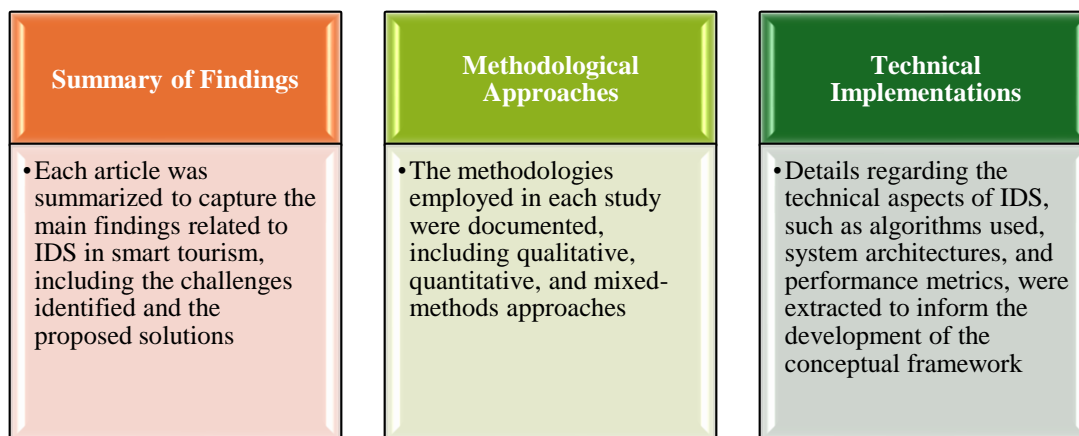 Summary of Findings
•Each article was
summarized to capture the
main findings related to
IDS in smart tourism,
including the challenges
identified and the
proposed solutions
Methodological
Approaches
•The methodologies
employed in each study
were documented,
including qualitative,
quantitative, and mixed-
methods approaches
Technical
Implementations
•Details regarding the
technical aspects of IDS,
such as algorithms used,
system architectures, and
performance metrics, were
extracted to inform the
development of the
conceptual framework